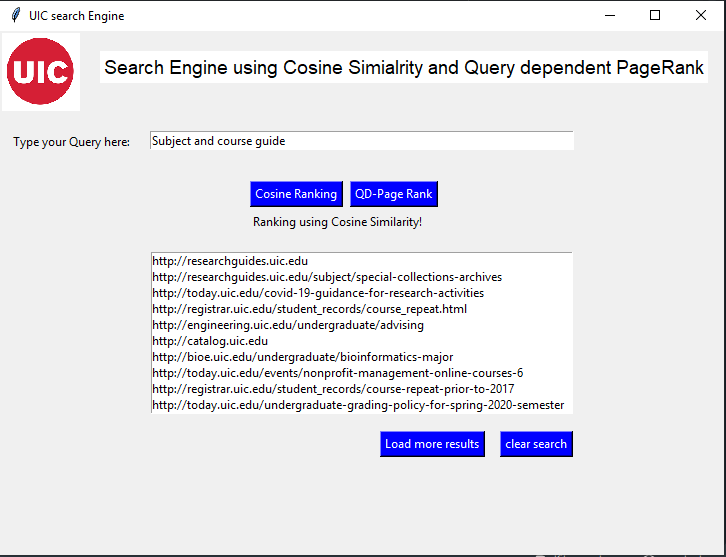 UIC search Engine
UIC
Search Engine using Cosine Simialrity and Query dependent PageRank
Type your Query here:
Subject and course guide
Cosine Ranking
QD-Page Rank
Ranking using Cosine Similarity!
http://researchguides.uic.edu
http://researchguides.uic.edu/subject/special-collections-archives
http://today.uic.edu/covid-19-guidance-for-research-activities
http://registrar.uic.edu/student_records/course_repeat.html
http://engineering.uic.edu/undergraduate/advising
http://catalog.uic.edu
http://bioe.uic.edu/undergraduate/bioinformatics-major
http://today.uic.edu/events/nonprofit-management-online-courses-6
http://registrar.uic.edu/student_records/course-repeat-prior-to-2017
http://today.uic.edu/undergraduate-grading-policy-for-spring-2020-semester
Load more results
clear search